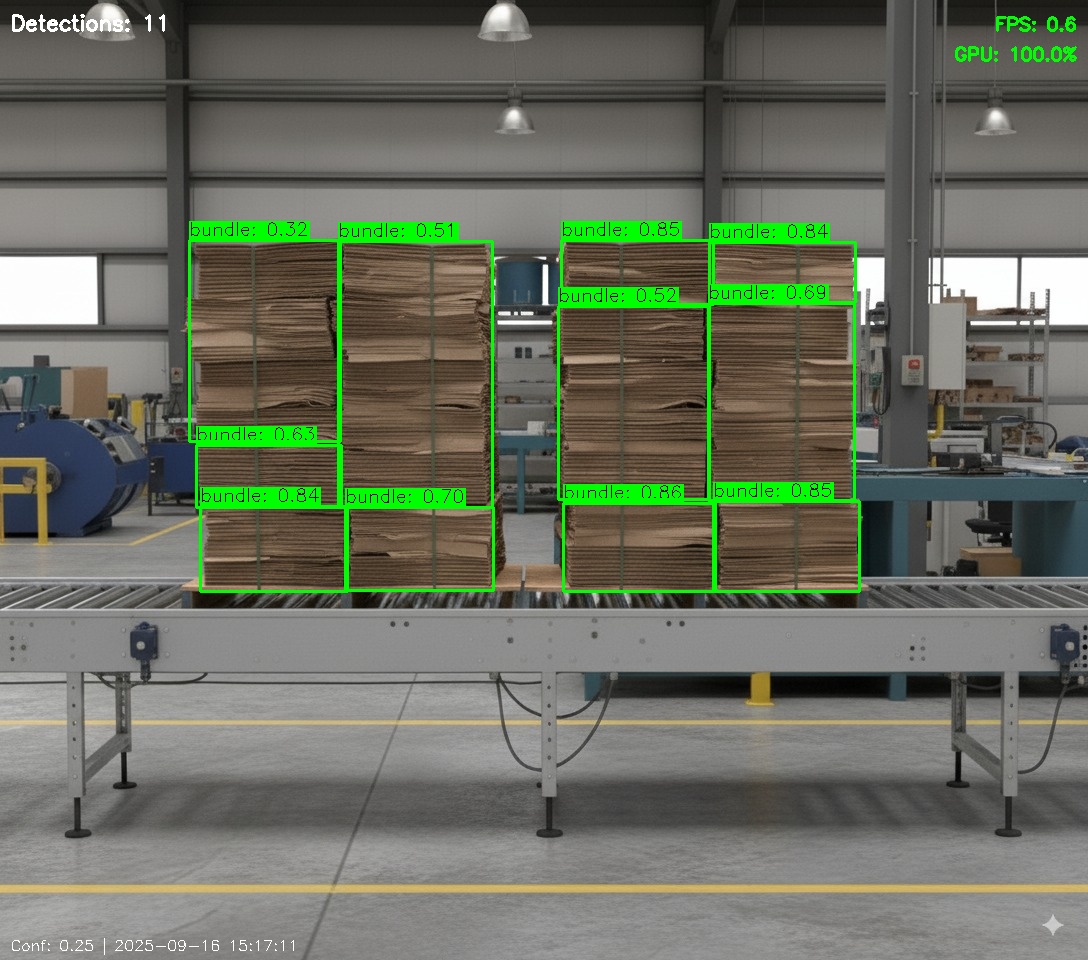 Detections: 11
FPS: 0.6
GPU: 100.0%
bundle: 0.32
bundle: 0.51
bundle: 0.85
bundle: 0.84
bundle: 0.52
bundle: 0.69
bundle: 0.63
bundle: 0.84
bundle: 0.70
bundle: 0.86
bundle: 0.85
Conf: 0.25 | 2025-09-16 15:17:11